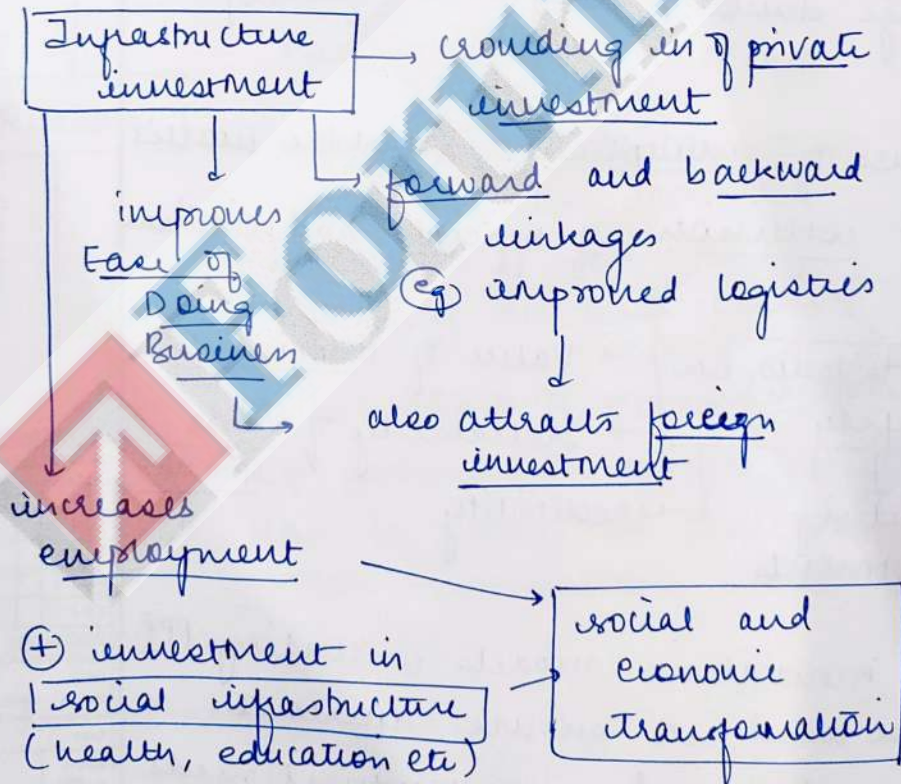 Infrastructure
investment
→ crowding in of private
investment
→ forward and backward
linkages
eg improved logistics
improves
Ease of
Doing
Business
also attracts foreign
investment
increases
employment
+ investment in
social infrastructure
(health, education etc)
social and
economic
transformation
Forum